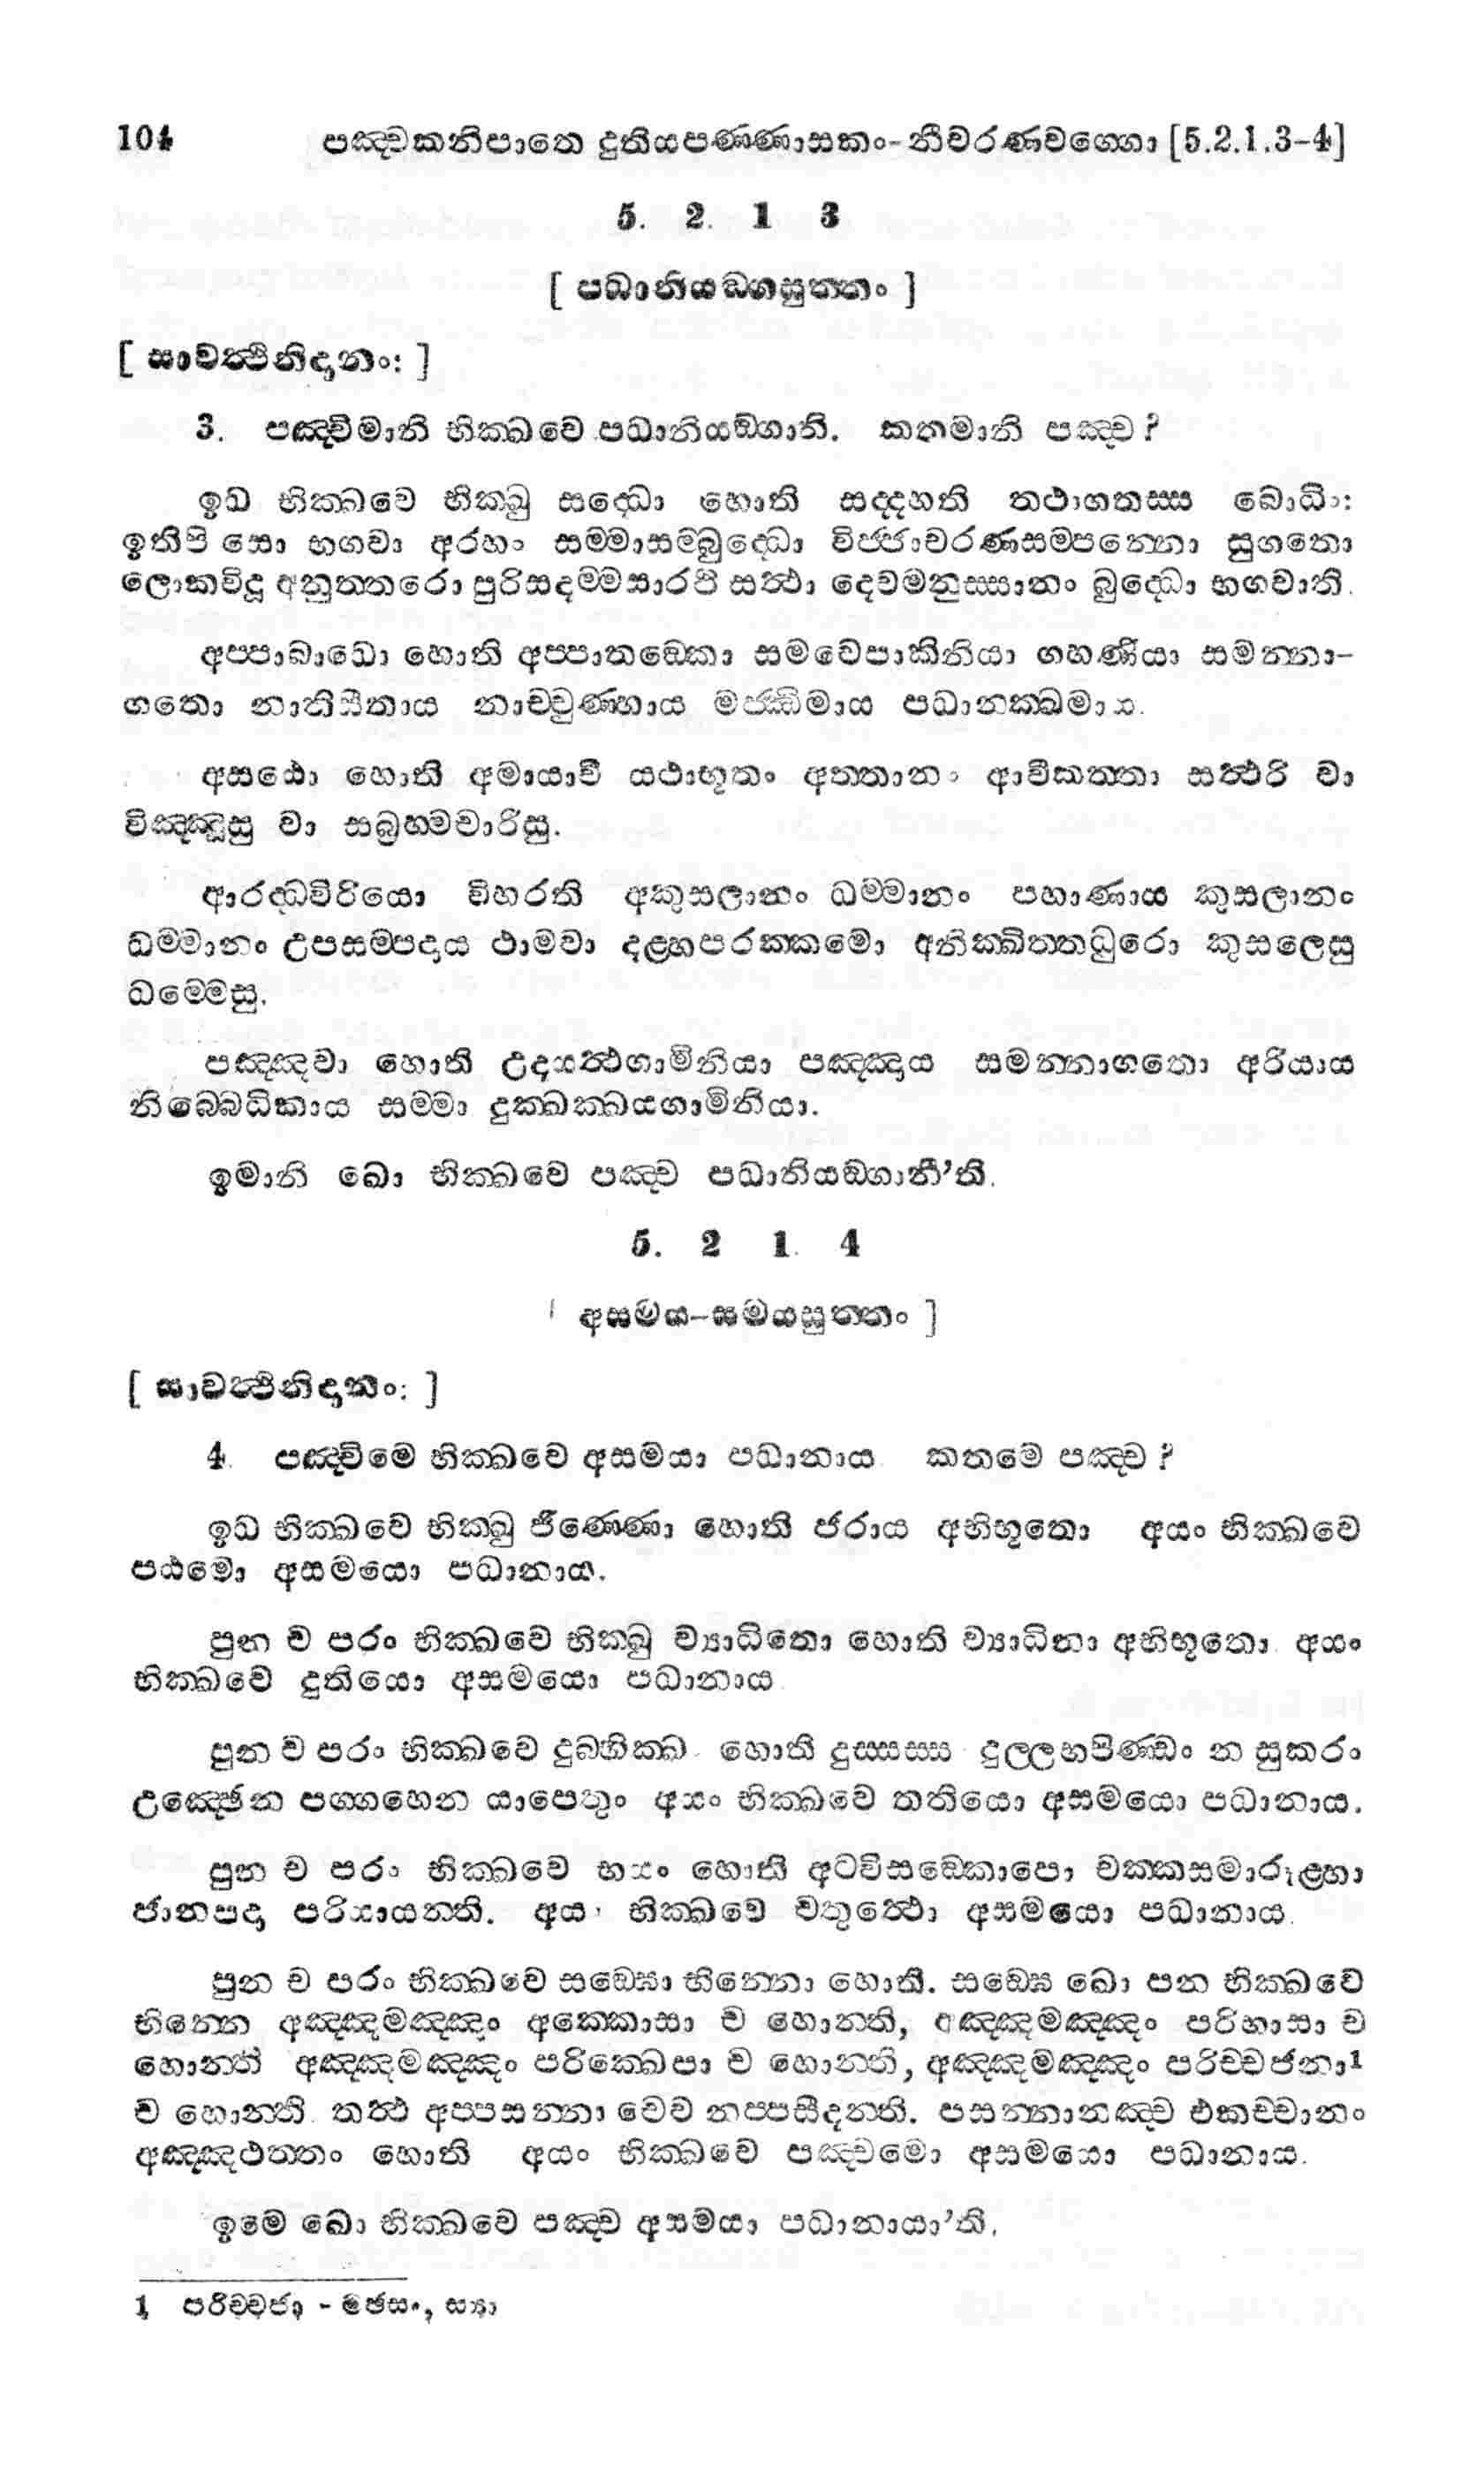 104 පඤ්චකනිපාතෙ දුතියපණ්ණාසකං-නීවරණවග්ගො [5.2.1.3-4]
5. 2. 1 3
[ පධානියඞ්ගසුත්තං ]
[ සාවත්ථිනිදානං: ]
3. පඤ්චිමානි භික්ඛවෙ පධානියඞ්ගානි. කතමානි පඤ්ච?
ඉධ භික්ඛවෙ භික්ඛු සද්ධො හොති සද්දහති තථාගතස්ස බොධිං:
ඉතිපි සො භගවා අරහං සම්මාසම්බුද්ධො විජ්ජාචරණසම්පන්නො සුගතො
ලොකවිදූ අනුත්තරො පුරිසදම්මසාරථි සත්ථා දෙවමනුස්සානං බුද්ධො භගවාති.
අප්පාබාධො හොති අප්පාතඞ්කො සමවෙපාකිනියා ගහණියා සමන්නා-
ගතො නාතිසීතාය නාච්චුණ්හාය මජ්ඣිමාය පධානක්ඛමාය.
අසඨො හොති අමායාවී යථාභූතං අත්තානං ආවීකත්තා සත්ථරි වා
විඤ්ඤූසු වා සබ්‍රහ්මචාරිසු.
ආරද්ධවිරියො විහරති අකුසලානං ධම්මානං පහාණාය කුසලානං
ධම්මානං උපසම්පදාය ථාමවා දළ්හපරක්කමො අනික්ඛිත්තධුරො කුසලෙසු
ධම්මෙසු.
පඤ්ඤවා හොති උදයත්ථගාමිනියා පඤ්ඤාය සමන්නාගතො අරියාය
නිබ්බෙධිකාය සම්මා දුක්ඛක්ඛයගාමිනියා.
ඉමානි ඛො භික්ඛවෙ පඤ්ච පධානියඞ්ගානී’ති.
5. 2 1. 4
[ අසමය-සමයසුත්තං ]
[ සාවත්ථිනිදානං: ]
4. පඤ්චිමෙ භික්ඛවෙ අසමයා පධානාය කතමෙ පඤ්ච ?
ඉධ භික්ඛවෙ භික්ඛු ජිණ්ණො හොති ජරාය අභිභූතො අයං භික්ඛවෙ
පඨමො අසමයො පධානාය.
පුන ච පරං භික්ඛවෙ භික්ඛු ව්‍යාධිතො හොති ව්‍යාධිනා අභිභූතො. අයං
භික්ඛවෙ දුතියො අසමයො පධානාය
පුන ච පරං භික්ඛවෙ දුබ්භික්ඛං හොති දුස්සස්සං දුල්ලභපිණ්ඩං න සුකරං
උඤ්ඡෙන පග්ගහෙන යාපෙතුං අයං භික්ඛවෙ තතියො අසමයො පධානාය.
පුන ච පරං භික්ඛවෙ භයං හොති අටවිසඞ්කොපො චක්කසමාරූළ්හා
ජානපදා පරියායන්ති. අයං භික්ඛවෙ චතුත්ථො අසමයො පධානාය.
පුන ච පරං භික්ඛවෙ සඞ්ඝො භින්නො හොති. සඞ්ඝෙ ඛො පන භික්ඛවෙ
භින්නෙ අඤ්ඤමඤ්ඤං අක්කොසා ච හොන්ති, අඤ්ඤමඤ්ඤං පරිභාසා ච
හොන්ති අඤ්ඤමඤ්ඤං පරික්ඛෙපා ච හොන්ති, අඤ්ඤමඤ්ඤං පරිච්චජනා1
ච හොන්ති. තත්ථ අප්පසන්නා චෙව නප්පසීදන්ති. පසන්නානඤ්ච එකච්චානං
අඤ්ඤථත්තං හොති අයං භික්ඛවෙ පඤ්චමො අසමයො පධානාය.
ඉමෙ ඛො භික්ඛවෙ පඤ්ච අසමයා පධානායා’ති.
1 පරිච්චජා - මඡසං, ස්‍යා